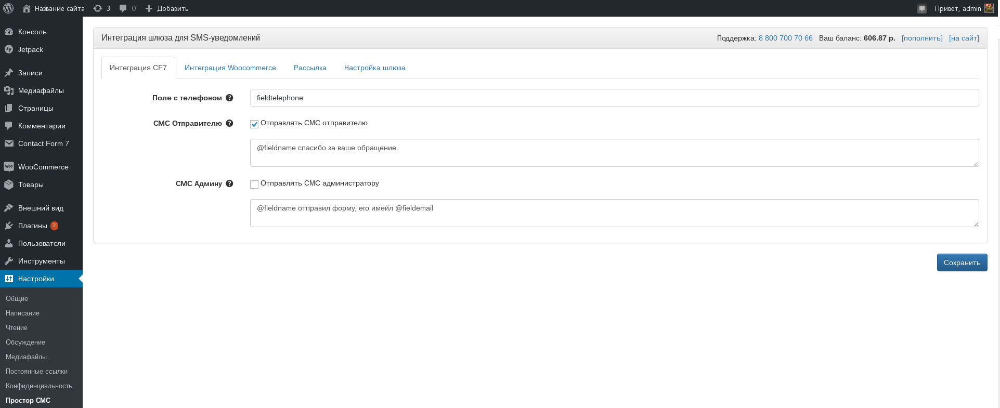 Название сайта 3 0 Добавить Привет, admin
Консоль
Jetpack
Записи
Медиафайлы
Страницы
Комментарии
Contact Form 7
WooCommerce
Товары
Внешний вид
Плагины 2
Пользователи
Инструменты
Настройки
Общие
Написание
Чтение
Обсуждение
Медиафайлы
Постоянные ссылки
Конфиденциальность
Простор СМС
Интеграция шлюза для SMS-уведомлений Поддержка: 8 800 700 70 66 Ваш баланс: 606.87 р. [пополнить] [на сайт]
Интеграция CF7 Интеграция Woocommerce Рассылка Настройка шлюза
Поле с телефоном ? fieldtelephone
СМС Отправителю ? Отправлять СМС отправителю
@fieldname спасибо за ваше обращение.
СМС Админу ? Отправлять СМС администратору
@fieldname отправил форму, его имейл @fieldemail
Сохранить